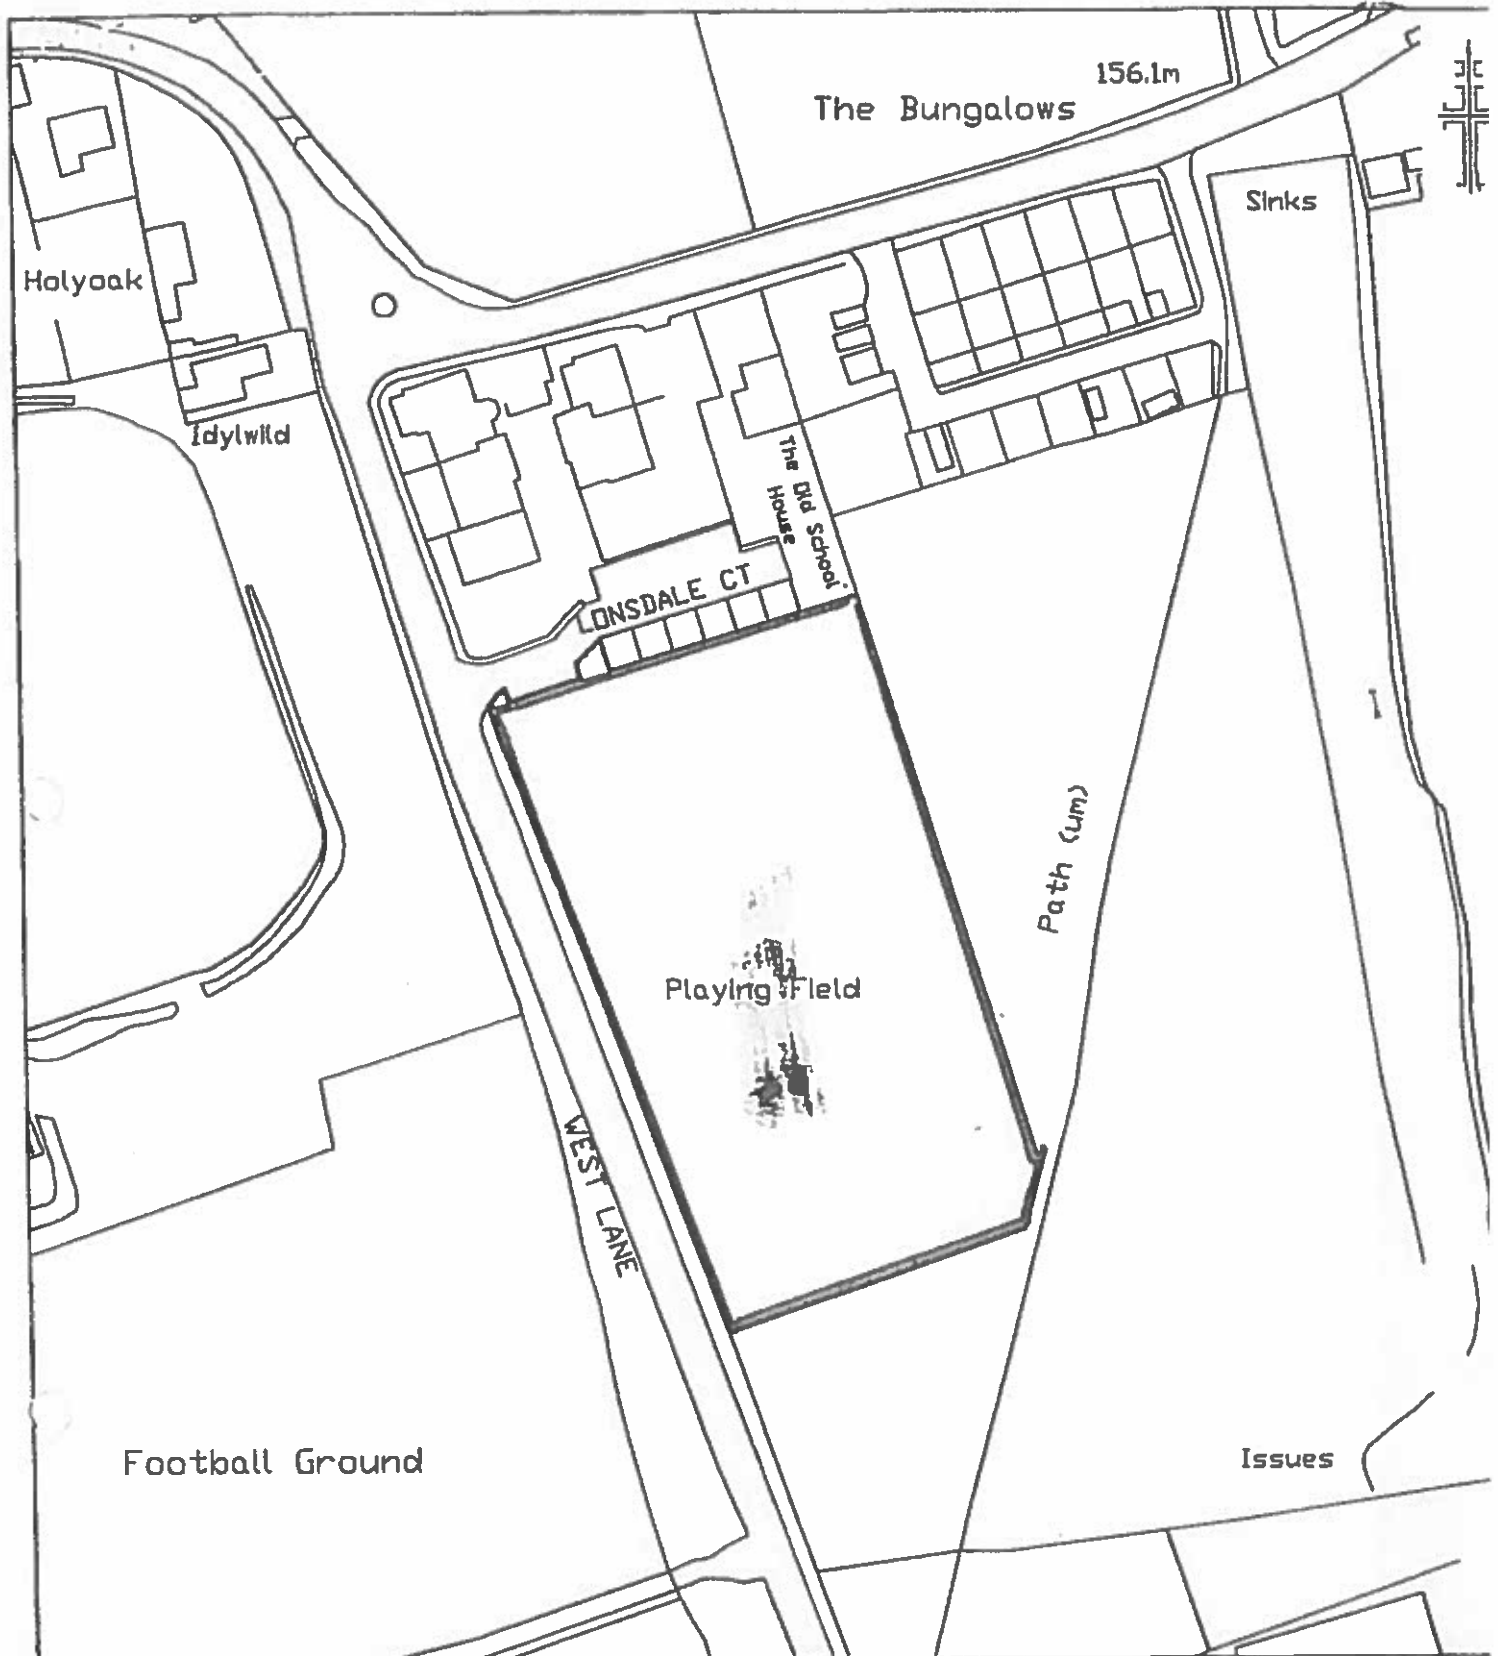 156.1m
The Bungalows
Sinks
Holyoak
Idylwild
The Old School
House
LONSDALE CT
Path (um)
Playing Field
WEST LANE
Football Ground
Issues